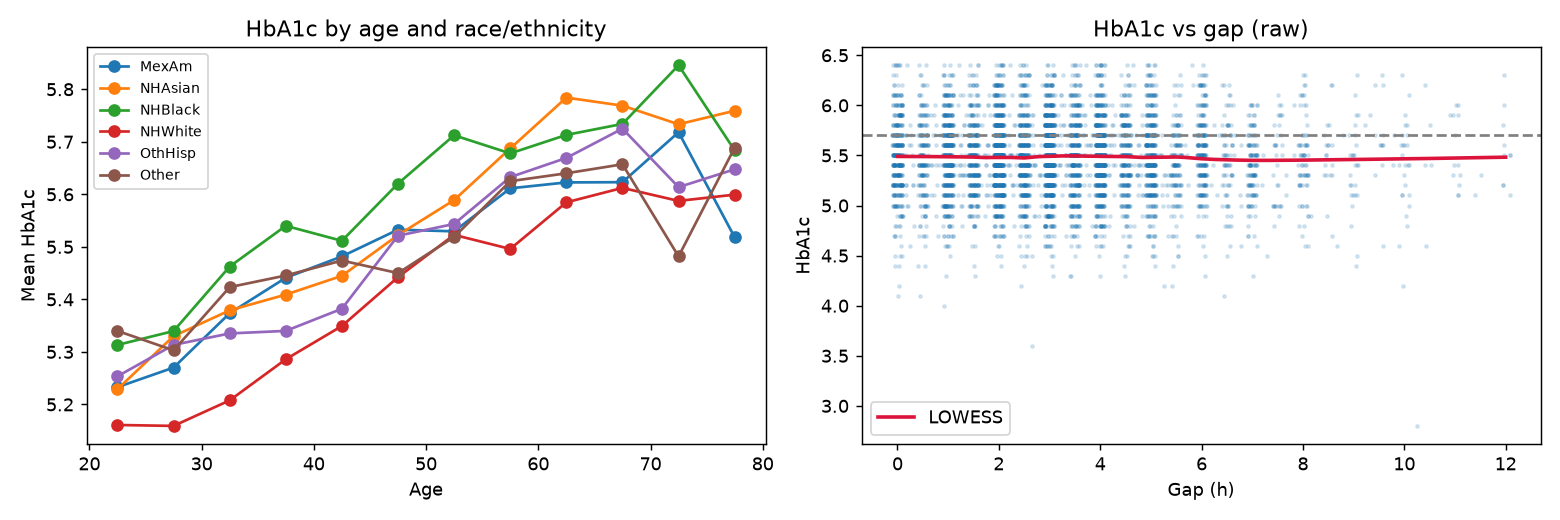 HbA1c by age and race/ethnicity
MexAm
NHAsian
NHBlack
NHWhite
OthHisp
Other
5.8
5.7
5.6
5.5
5.4
5.3
5.2
Mean HbA1c
20 30 40 50 60 70 80
Age
HbA1c vs gap (raw)
6.5
6.0
5.5
5.0
4.5
4.0
3.5
3.0
HbA1c
LOWESS
0 2 4 6 8 10 12
Gap (h)